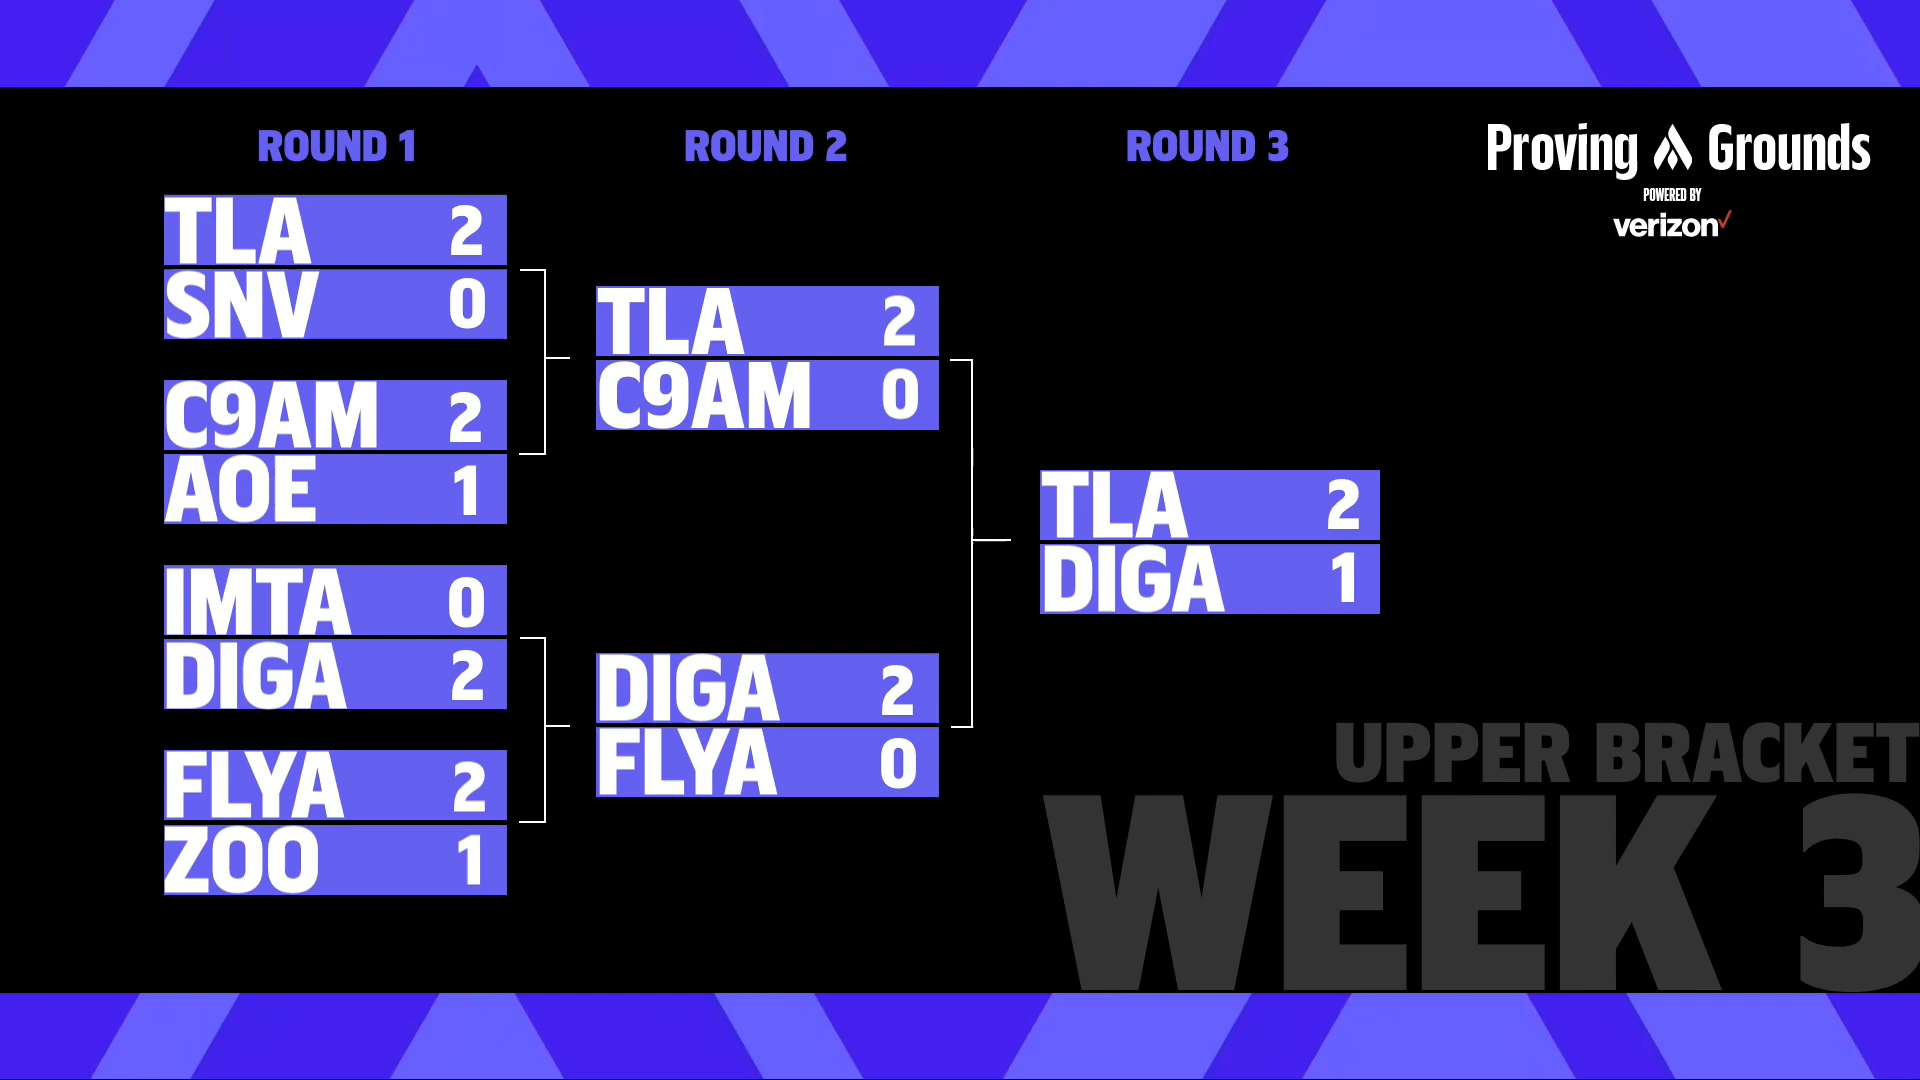 ROUND 1
ROUND 2
ROUND 3
Proving Grounds
POWERED BY
verizon
TLA 2
SNV 0
C9AM 2
AOE 1
IMTA 0
DIGA 2
FLYA 2
ZOO 1
TLA 2
C9AM 0
DIGA 2
FLYA 0
TLA 2
DIGA 1
UPPER BRACKET
WEEK 3